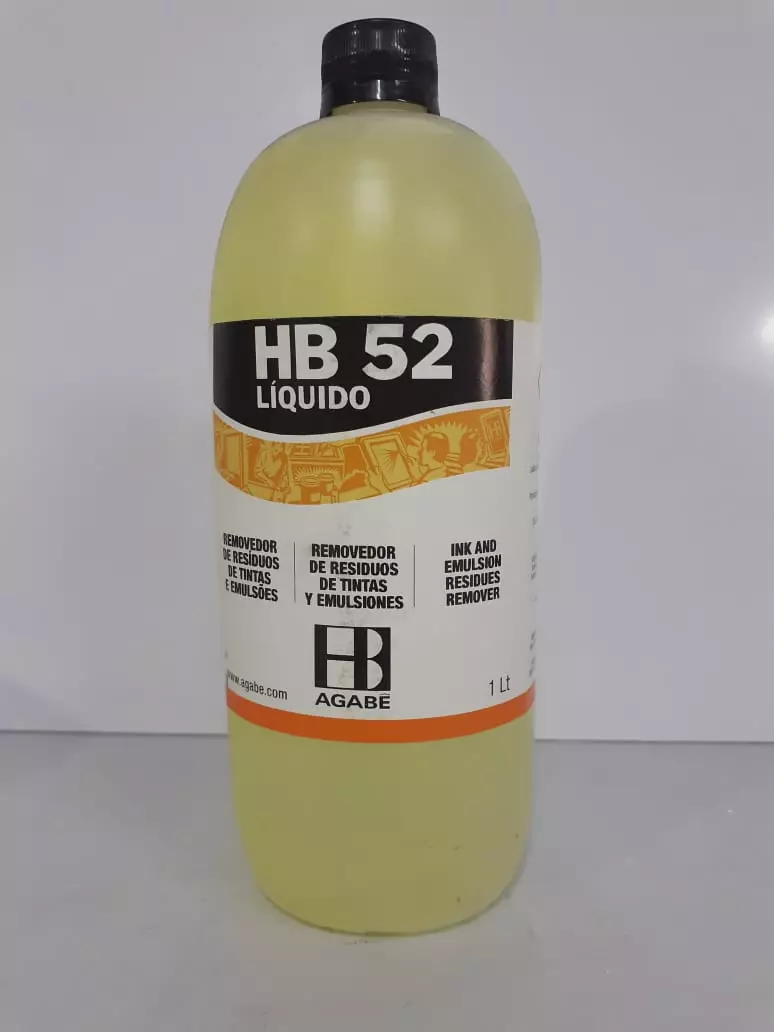 HB 52
LÍQUIDO
REMOVEDOR
DE RESÍDUOS
DE TINTAS
E EMULSÕES
REMOVEDOR
DE RESIDUOS
DE TINTAS
Y EMULSIONES
INK AND
EMULSION
RESIDUES
REMOVER
HB
AGABÊ
www.agabe.com
1 Lt